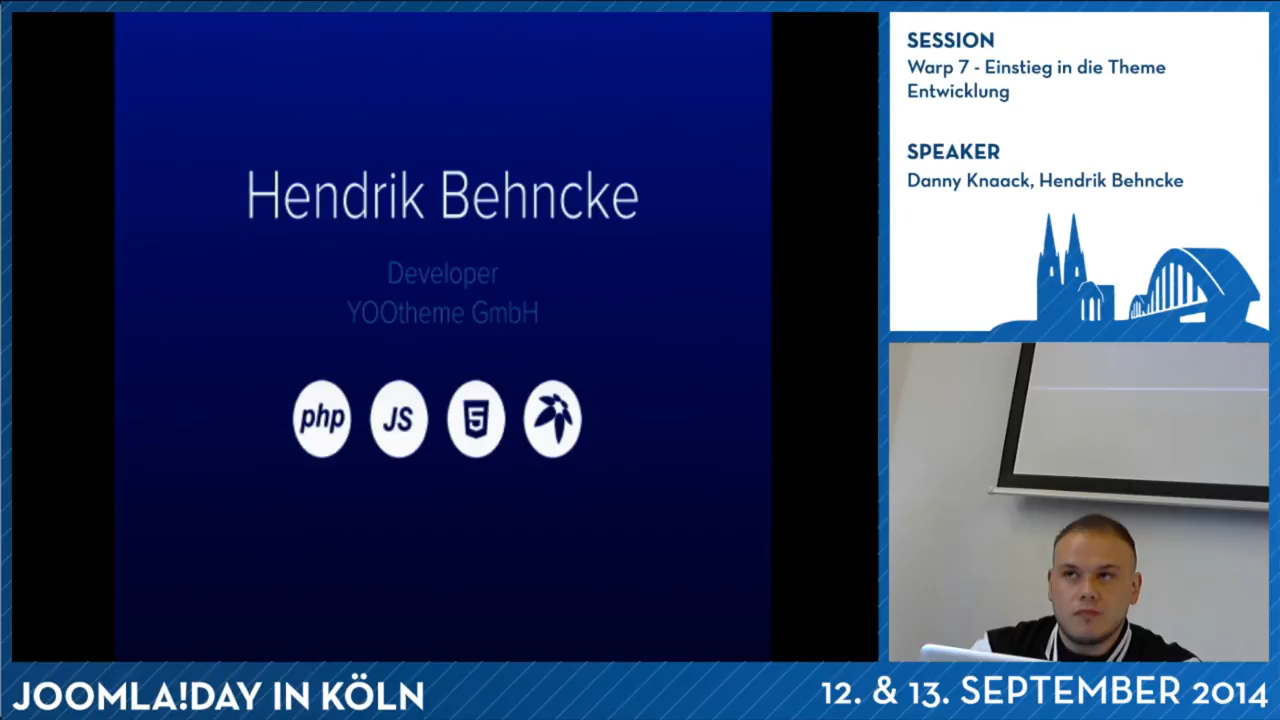 Hendrik Behncke
Developer
YOOtheme GmbH
php JS 5
SESSION
Warp 7 - Einstieg in die Theme
Entwicklung
SPEAKER
Danny Knaack, Hendrik Behncke
JOOMLA!DAY IN KÖLN
12. & 13. SEPTEMBER 2014